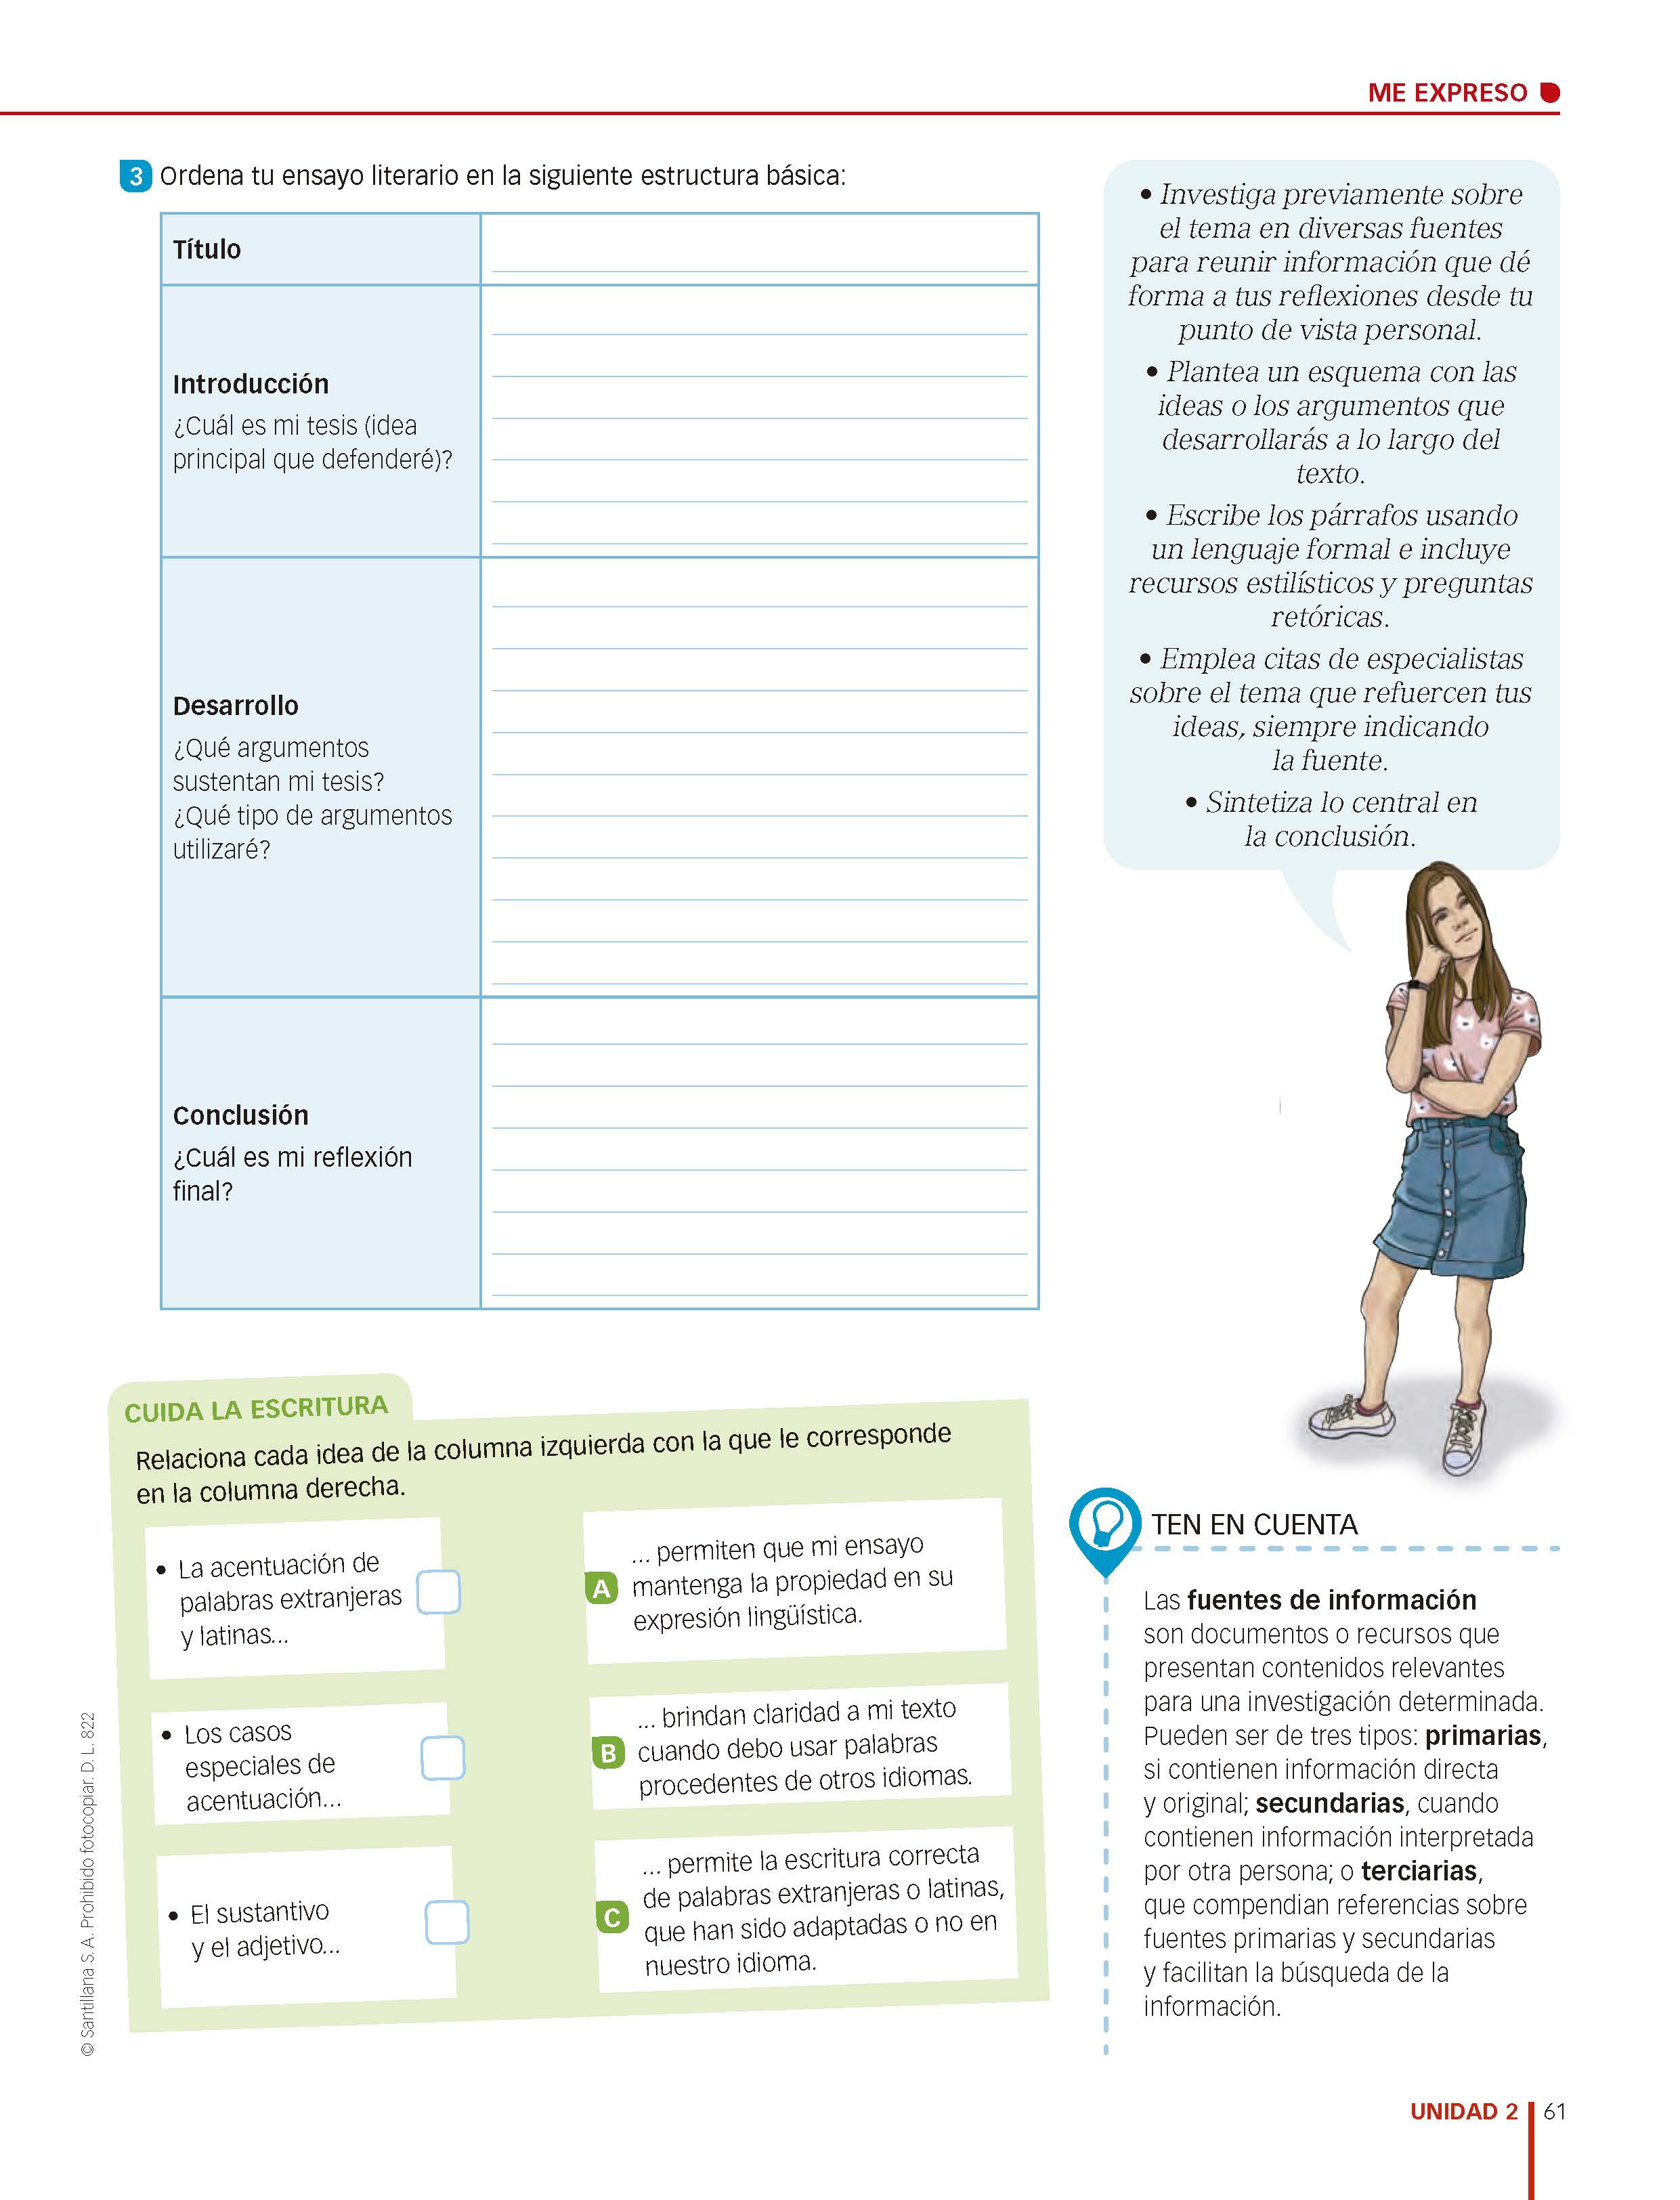 ME EXPRESO
3 Ordena tu ensayo literario en la siguiente estructura básica:
Título
Introducción
¿Cuál es mi tesis (idea
principal que defenderé)?
Desarrollo
¿Qué argumentos
sustentan mi tesis?
¿Qué tipo de argumentos
utilizaré?
Conclusión
¿Cuál es mi reflexión
final?
• Investiga previamente sobre
el tema en diversas fuentes
para reunir información que dé
forma a tus reflexiones desde tu
punto de vista personal.
• Plantea un esquema con las
ideas o los argumentos que
desarrollarás a lo largo del
texto.
• Escribe los párrafos usando
un lenguaje formal e incluye
recursos estilísticos y preguntas
retóricas.
• Emplea citas de especialistas
sobre el tema que refuercen tus
ideas, siempre indicando
la fuente.
• Sintetiza lo central en
la conclusión.
CUIDA LA ESCRITURA
Relaciona cada idea de la columna izquierda con la que le corresponde
en la columna derecha.
• La acentuación de
palabras extranjeras
y latinas...
• Los casos
especiales de
acentuación...
• El sustantivo
y el adjetivo...
A
... permiten que mi ensayo
mantenga la propiedad en su
expresión lingüística.
B
... brindan claridad a mi texto
cuando debo usar palabras
procedentes de otros idiomas.
C
... permite la escritura correcta
de palabras extranjeras o latinas,
que han sido adaptadas o no en
nuestro idioma.
TEN EN CUENTA
Las fuentes de información
son documentos o recursos que
presentan contenidos relevantes
para una investigación determinada.
Pueden ser de tres tipos: primarias,
si contienen información directa
y original; secundarias, cuando
contienen información interpretada
por otra persona; o terciarias,
que compendian referencias sobre
fuentes primarias y secundarias
y facilitan la búsqueda de la
información.
© Santillana S. A. Prohibido fotocopiar. D. L. 822
UNIDAD 2 61